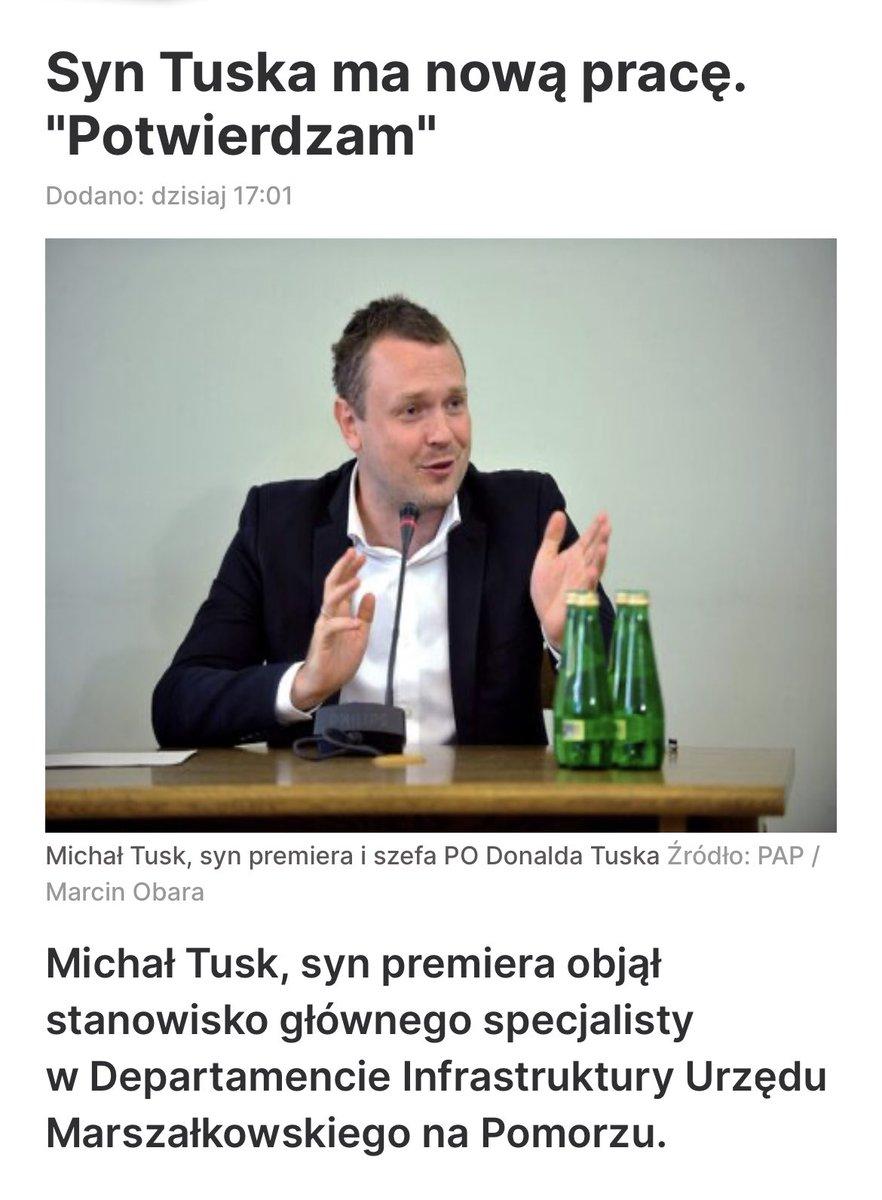 Syn Tuska ma nową pracę.
"Potwierdzam"
Dodano: dzisiaj 17:01
PHILIPS
Michał Tusk, syn premiera i szefa PO Donalda Tuska Źródło: PAP /
Marcin Obara
Michał Tusk, syn premiera objął
stanowisko głównego specjalisty
w Departamencie Infrastruktury Urzędu
Marszałkowskiego na Pomorzu.